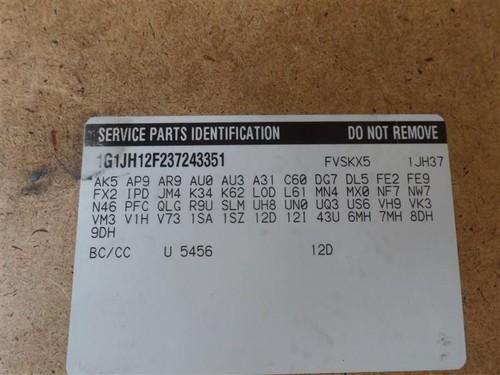 SERVICE PARTS IDENTIFICATION DO NOT REMOVE
1G1JH12F237243351 FVSKX5 1JH37
AK5 AP9 AR9 AU0 AU3 A31 C60 DG7 DL5 FE2 FE9
FX2 IPD JM4 K34 K62 LOD L61 MN4 MX0 NF7 NW7
N46 PFC QLG R9U SLM UH8 UN0 UQ3 US6 VH9 VK3
VM3 V1H V73 1SA 1SZ 12D 12I 43U 6MH 7MH 8DH
9DH
BC/CC U 5456 12D